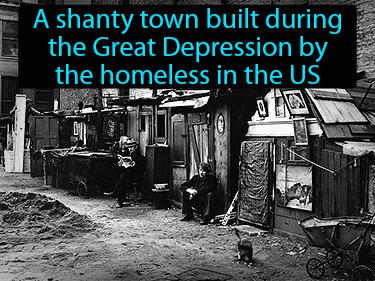 A shanty town built during
the Great Depression by
the homeless in the US